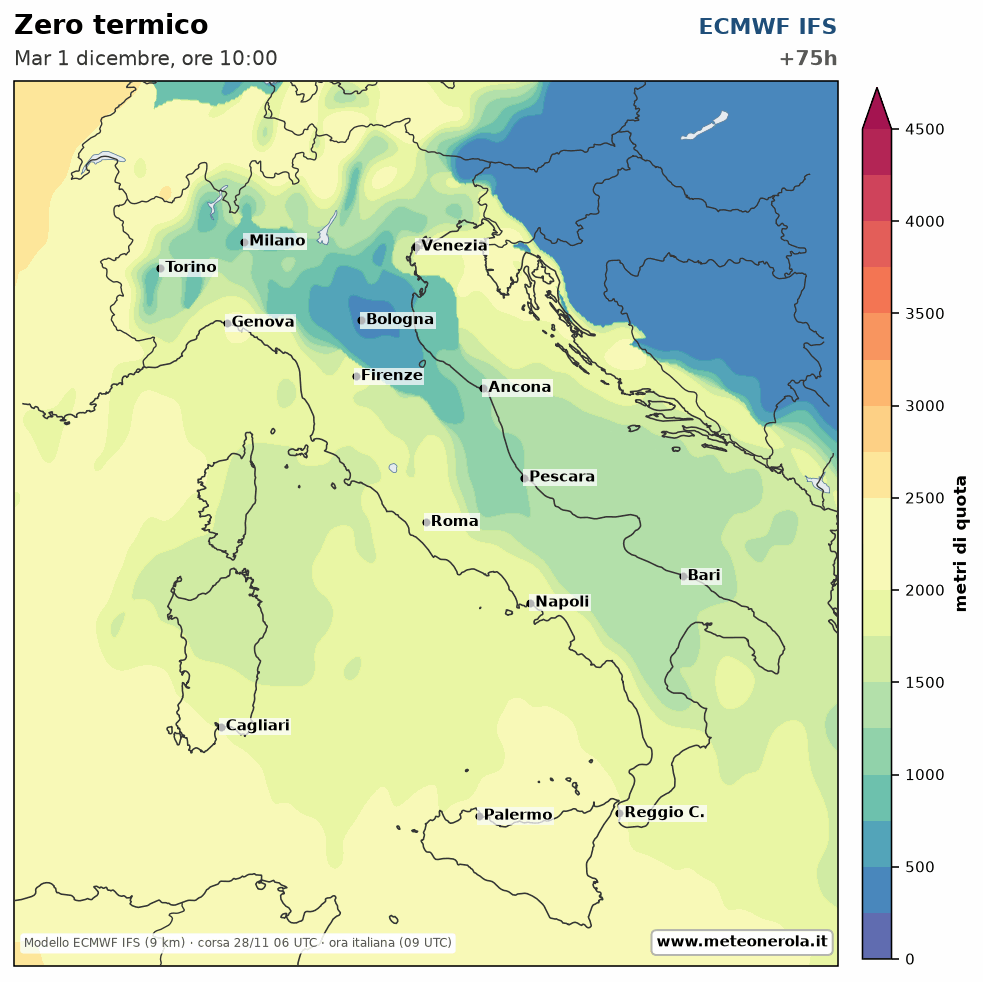 Zero termico
ECMWF IFS
Mar 1 dicembre, ore 10:00
+75h
4500
4000
3500
3000
2500
2000
1500
1000
500
0
metri di quota
Milano
Venezia
Torino
Genova
Bologna
Firenze
Ancona
Pescara
Roma
Bari
Napoli
Cagliari
Palermo
Reggio C.
Modello ECMWF IFS (9 km) · corsa 28/11 06 UTC · ora italiana (09 UTC)
www.meteonerola.it